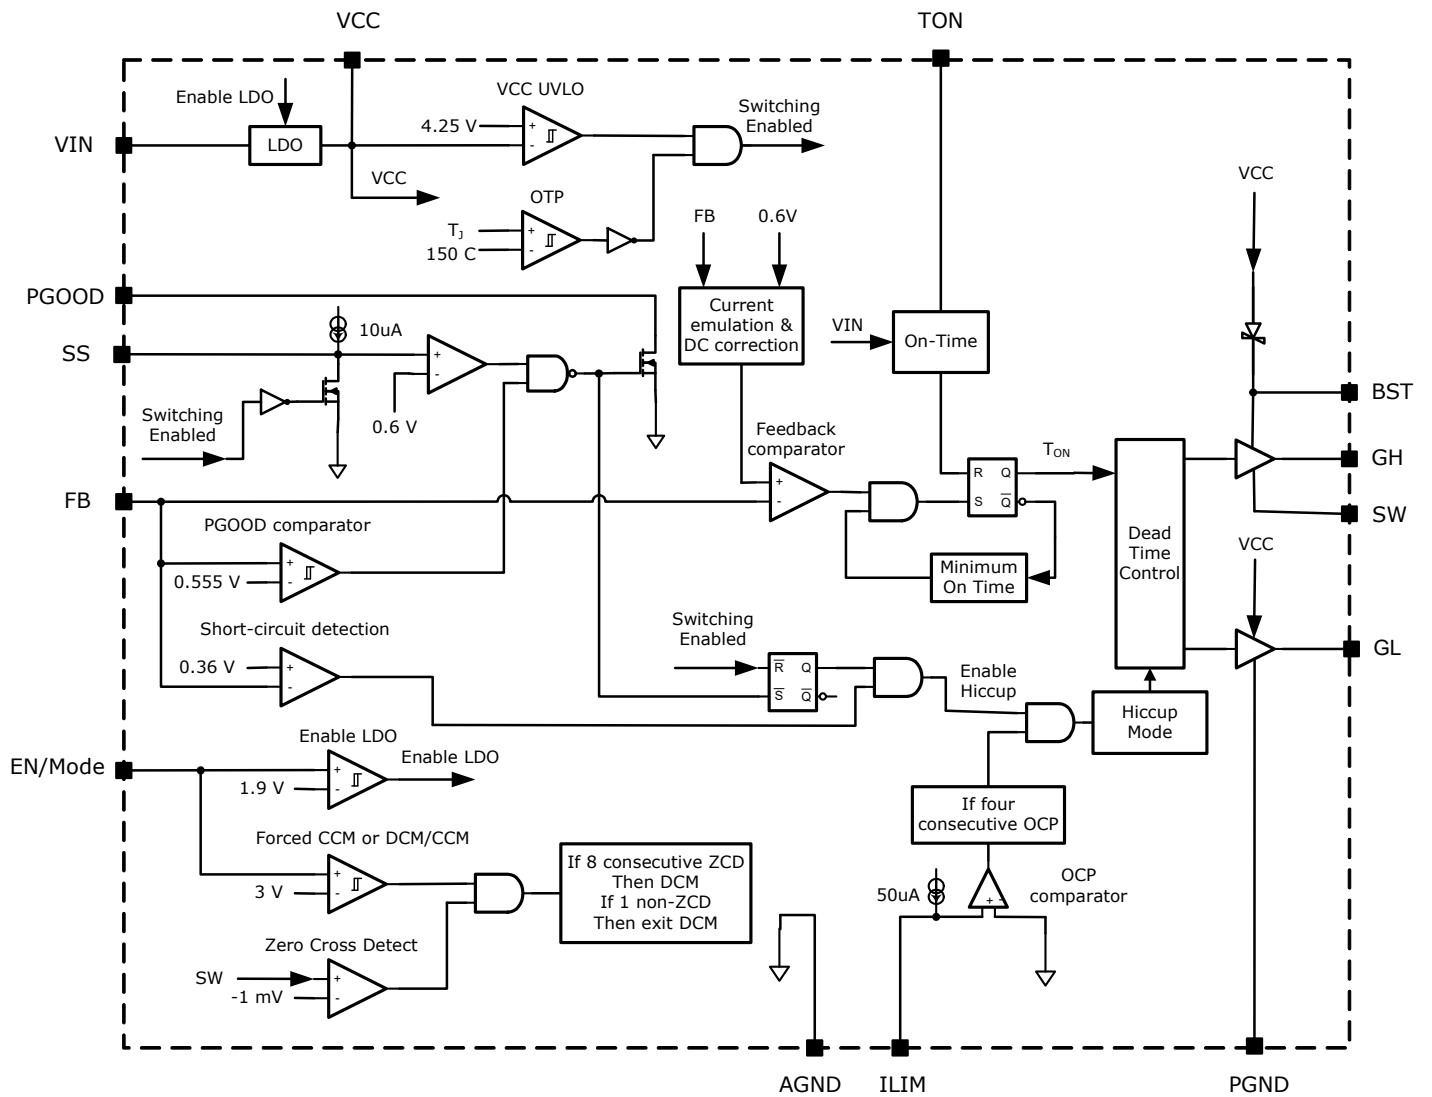 VCC
TON
Enable LDO
VCC UVLO
Switching
Enabled
4.25 V
+
-
VIN
LDO
VCC
VCC
OTP
TJ
150 C
+
-
FB
0.6V
PGOOD
Current
emulation &
DC correction
VIN
On-Time
10uA
SS
+
-
0.6 V
BST
Switching
Enabled
Feedback
comparator
TON
GH
+
-
R
Q
S
Q
FB
SW
PGOOD comparator
0.555 V
+
-
Minimum
On Time
Dead
Time
Control
VCC
Short-circuit detection
0.36 V
+
-
Switching
Enabled
R
Q
S
Q
Enable
Hiccup
GL
Hiccup
Mode
Enable LDO
Enable LDO
EN/Mode
1.9 V
+
-
If four
consecutive OCP
Forced CCM or DCM/CCM
3 V
+
-
If 8 consecutive ZCD
Then DCM
If 1 non-ZCD
Then exit DCM
50uA
+
-
OCP
comparator
Zero Cross Detect
SW
-1 mV
+
-
AGND
ILIM
PGND